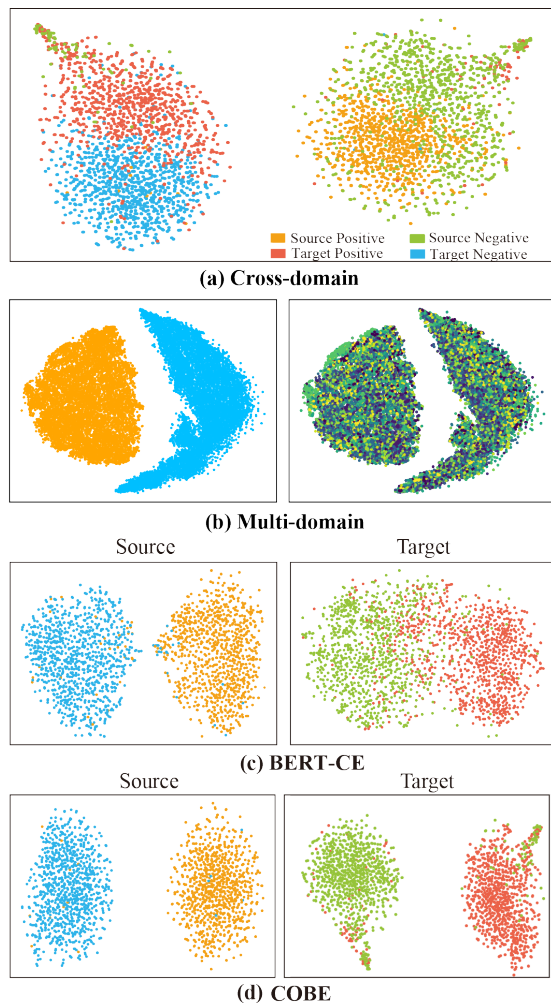 Source Positive
Source Negative
Target Positive
Target Negative
(a) Cross-domain
(b) Multi-domain
Source
Target
(c) BERT-CE
Source
Target
(d) COBE